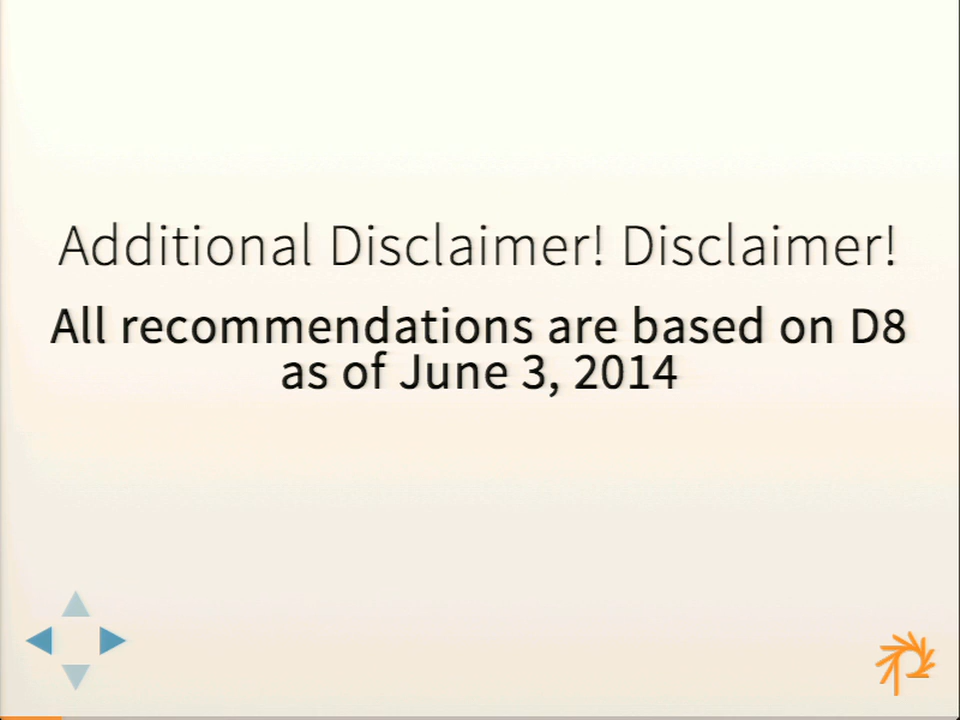 Additional Disclaimer! Disclaimer!
All recommendations are based on D8
as of June 3, 2014